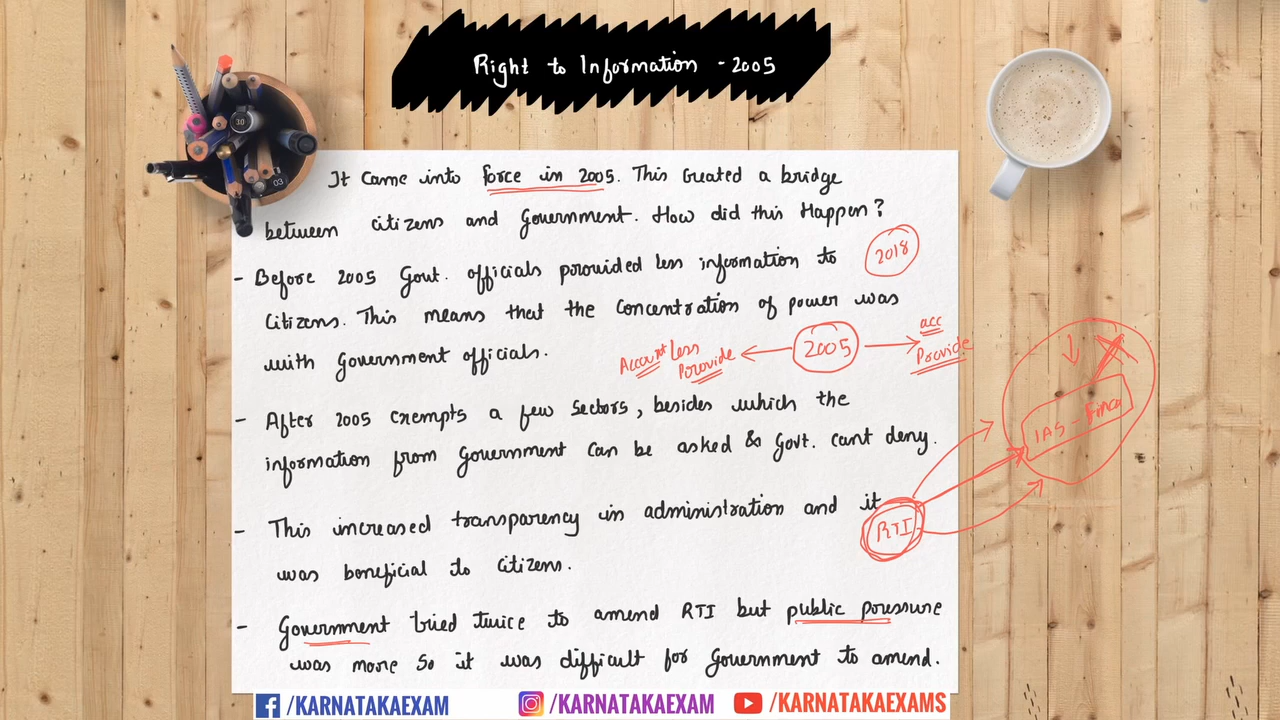 Right to Information - 2005
It came into force in 2005. This created a bridge
between citizens and Government. How did this Happen?
- Before 2005 Govt. officials porouided less information to
2018
Citizens. This means that the concentration of power was
with Government officials.
Account less
Porovide
2005
acc
Provide
- After 2005 exempts a few sectors, besides which the
information from Government can be asked & Govt. cant deny.
IAS -
- This increased transparency in administration and it
RTI
was beneficial to citizens.
- Government tried twice to amend RTI but public pressure
was more so it was difficult for Government to amend.
/KARNATAKAEXAM /KARNATAKAEXAM /KARNATAKAEXAMS